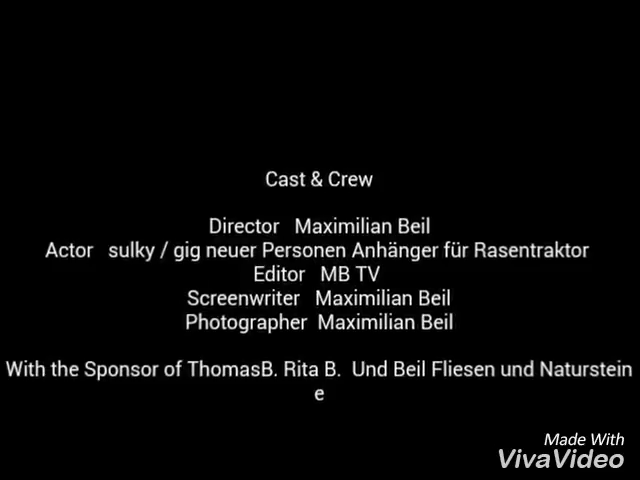 Cast & Crew
Director Maximilian Beil
Actor sulky / gig neuer Personen Anhänger für Rasentraktor
Editor MB TV
Screenwriter Maximilian Beil
Photographer Maximilian Beil
With the Sponsor of ThomasB. Rita B. Und Beil Fliesen und Naturstein
e
Made With
VivaVideo